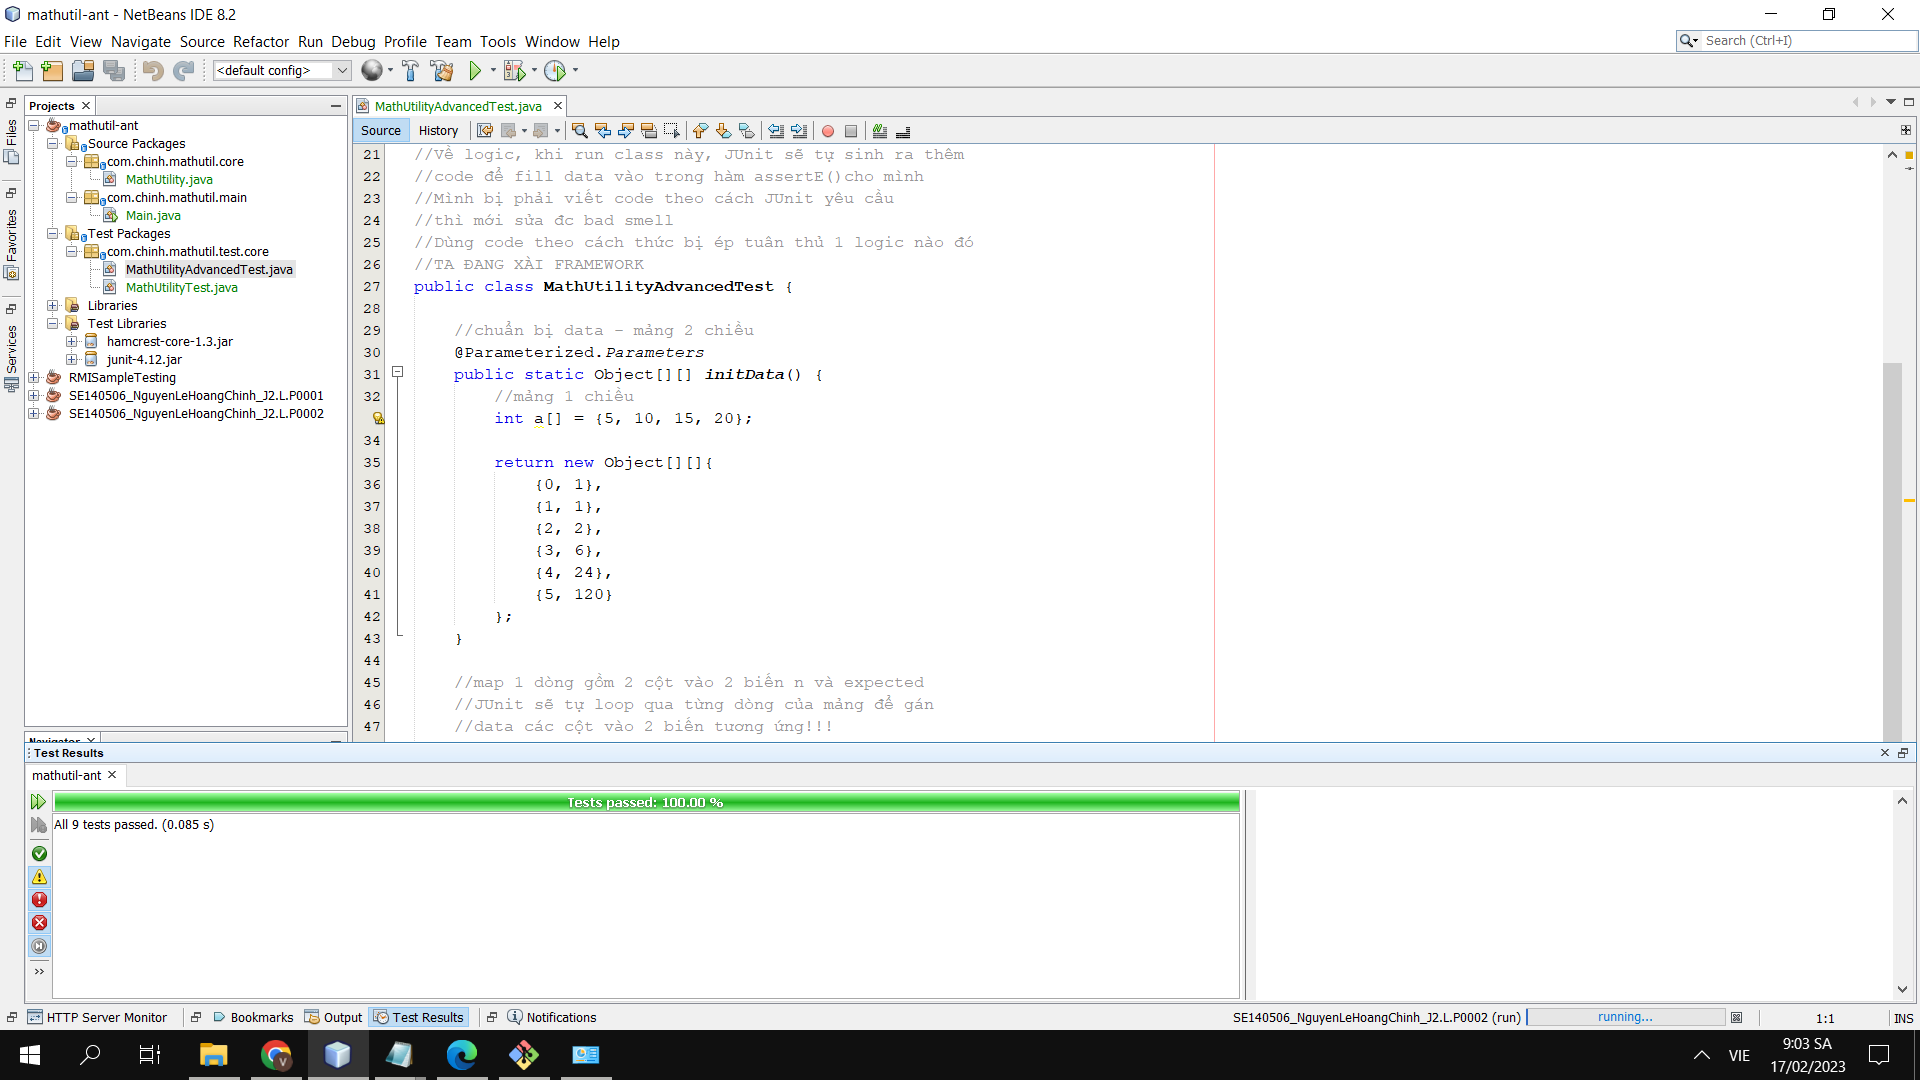 mathutil-ant - NetBeans IDE 8.2
File Edit View Navigate Source Refactor Run Debug Profile Team Tools Window Help
Search (Ctrl+I)
<default config>
Files
Favorites
Services
Projects
mathutil-ant
Source Packages
com.chinh.mathutil.core
MathUtility.java
com.chinh.mathutil.main
Main.java
Test Packages
com.chinh.mathutil.test.core
MathUtilityAdvancedTest.java
MathUtilityTest.java
Libraries
Test Libraries
hamcrest-core-1.3.jar
junit-4.12.jar
RMISampleTesting
SE140506_NguyenLeHoangChinh_J2.L.P0001
SE140506_NguyenLeHoangChinh_J2.L.P0002
Navigator
MathUtilityAdvancedTest.java
Source History
21 //Về logic, khi run class này, JUnit sẽ tự sinh ra thêm
22 //code để fill data vào trong hàm assertE()cho mình
23 //Mình bị phải viết code theo cách JUnit yêu cầu
24 //thì mới sửa đc bad smell
25 //Dùng code theo cách thức bị ép tuân thủ 1 logic nào đó
26 //TA ĐANG XÀI FRAMEWORK
27 public class MathUtilityAdvancedTest {
28
29 //chuẩn bị data - mảng 2 chiều
30 @Parameterized.Parameters
31 public static Object[][] initData() {
32 //mảng 1 chiều
int a[] = {5, 10, 15, 20};
34
35 return new Object[][]{
36 {0, 1},
37 {1, 1},
38 {2, 2},
39 {3, 6},
40 {4, 24},
41 {5, 120}
42 };
43 }
44
45 //map 1 dòng gồm 2 cột vào 2 biến n và expected
46 //JUnit sẽ tự loop qua từng dòng của mảng để gán
47 //data các cột vào 2 biến tương ứng!!!
Test Results
mathutil-ant
Tests passed: 100.00 %
All 9 tests passed. (0.085 s)
HTTP Server Monitor Bookmarks Output Test Results Notifications
SE140506_NguyenLeHoangChinh_J2.L.P0002 (run) running... 1:1 INS
VIE
9:03 SA
17/02/2023